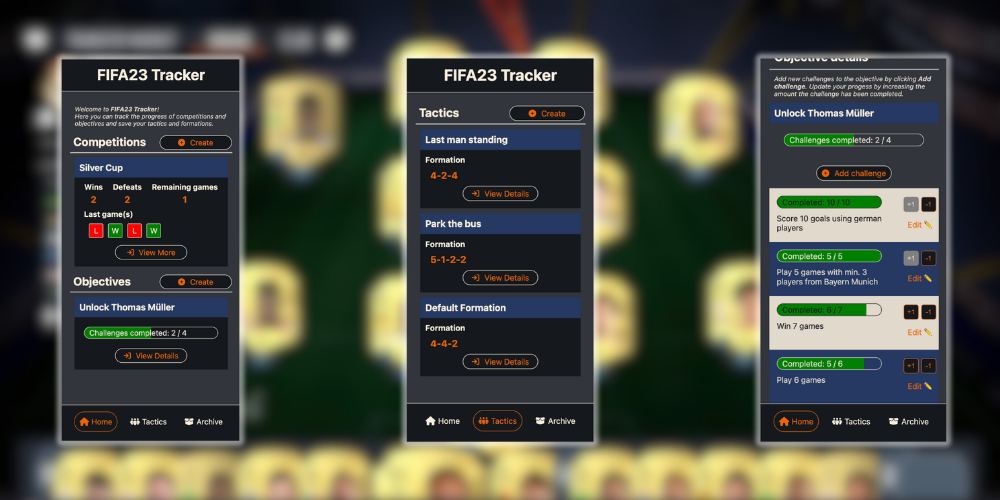 FIFA23 Tracker
Welcome to FIFA23 Tracker!
Here you can track the progress of competitions and
objectives and save your tactics and formations.
Competitions
Create
Silver Cup
Wins Defeats Remaining games
2 2 1
Last game(s)
L W L W
View More
Objectives
Create
Unlock Thomas Müller
Challenges completed: 2 / 4
View Details
Home Tactics Archive
FIFA23 Tracker
Tactics
Create
Last man standing
Formation
4-2-4
View Details
Park the bus
Formation
5-1-2-2
View Details
Default Formation
Formation
4-4-2
View Details
Home Tactics Archive
Objective details
Add new challenges to the objective by clicking Add
challenge. Update your progress by increasing the
amount the challenge has been completed.
Unlock Thomas Müller
Challenges completed: 2 / 4
Add challenge
Completed: 10 / 10
+1 -1
Score 10 goals using german
players
Edit
Completed: 5 / 5
+1 -1
Play 5 games with min. 3
players from Bayern Munich
Edit
Completed: 6 / 7
+1 -1
Win 7 games
Edit
Completed: 5 / 6
+1 -1
Play 6 games
Edit
Home Tactics Archive